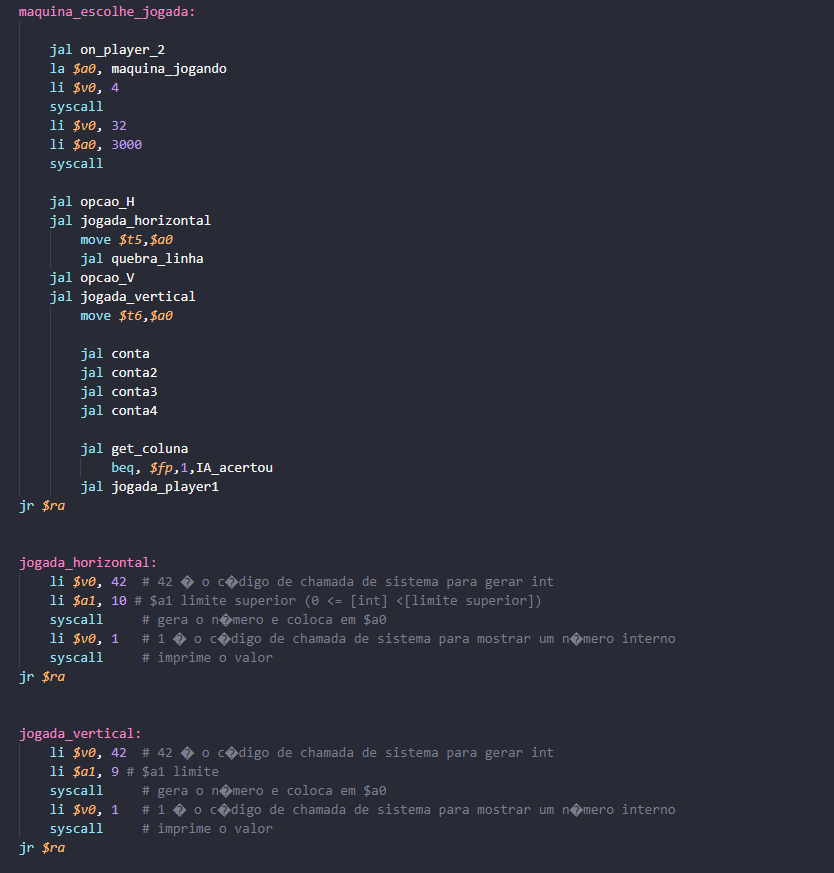 maquina_escolhe_jogada:
jal on_player_2
la $a0, maquina_jogando
li $v0, 4
syscall
li $v0, 32
li $a0, 3000
syscall
jal opcao_H
jal jogada_horizontal
move $t5,$a0
jal quebra_linha
jal opcao_V
jal jogada_vertical
move $t6,$a0
jal conta
jal conta2
jal conta3
jal conta4
jal get_coluna
beq, $fp,1,IA_acertou
jal jogada_player1
jr $ra
jogada_horizontal:
li $v0, 42 # 42 � o c�digo de chamada de sistema para gerar int
li $a1, 10 # $a1 limite superior (0 <= [int] <[limite superior])
syscall # gera o n�mero e coloca em $a0
li $v0, 1 # 1 � o c�digo de chamada de sistema para mostrar um n�mero interno
syscall # imprime o valor
jr $ra
jogada_vertical:
li $v0, 42 # 42 � o c�digo de chamada de sistema para gerar int
li $a1, 9 # $a1 limite
syscall # gera o n�mero e coloca em $a0
li $v0, 1 # 1 � o c�digo de chamada de sistema para mostrar um n�mero interno
syscall # imprime o valor
jr $ra